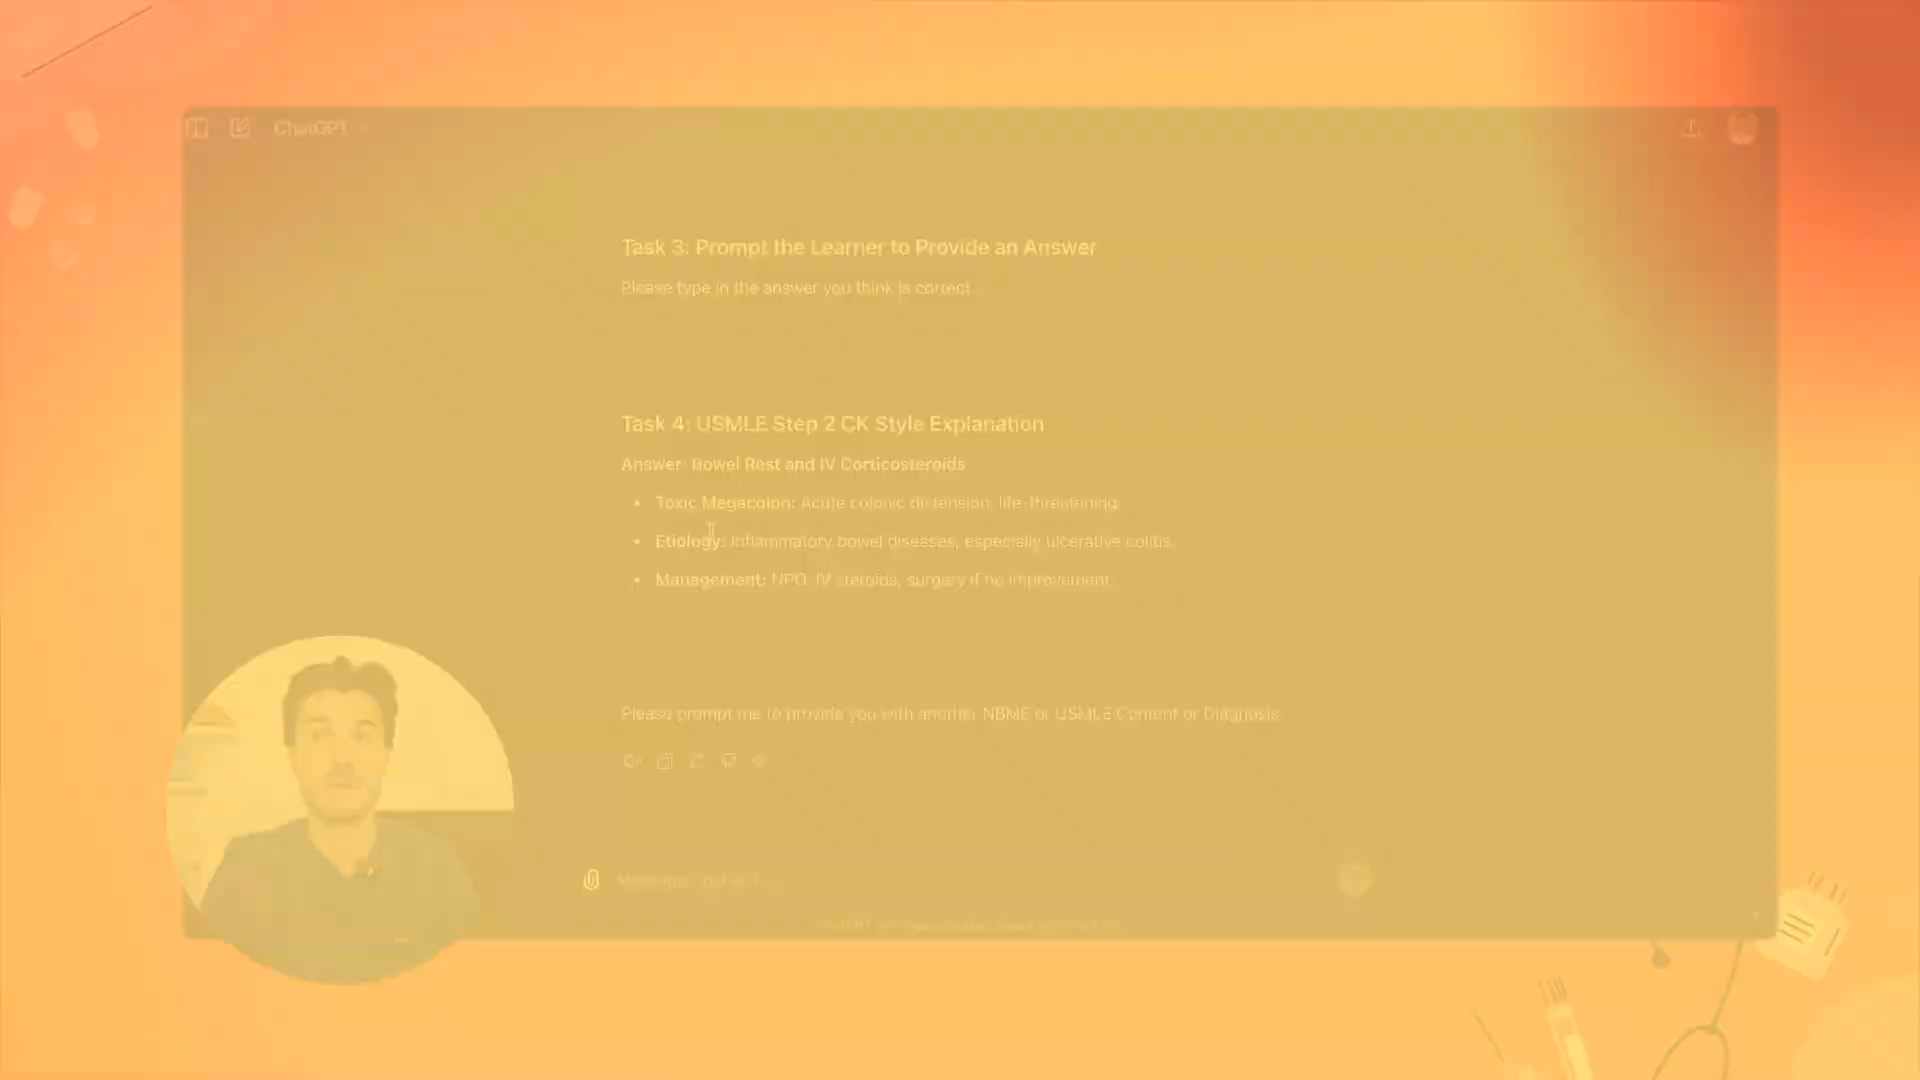 ChatGPT
Task 3: Prompt the Learner to Provide an Answer
Please type in the answer you think is correct.
Task 4: USMLE Step 2 CK Style Explanation
Answer: Bowel Rest and IV Corticosteroids
• Toxic Megacolon: Acute colonic distension, life-threatening.
• Etiology: Inflammatory bowel diseases, especially ulcerative colitis.
• Management: NPO, IV steroids, surgery if no improvement.
Please prompt me to provide you with another NBME or USMLE Content or Diagnosis
Message ChatGPT